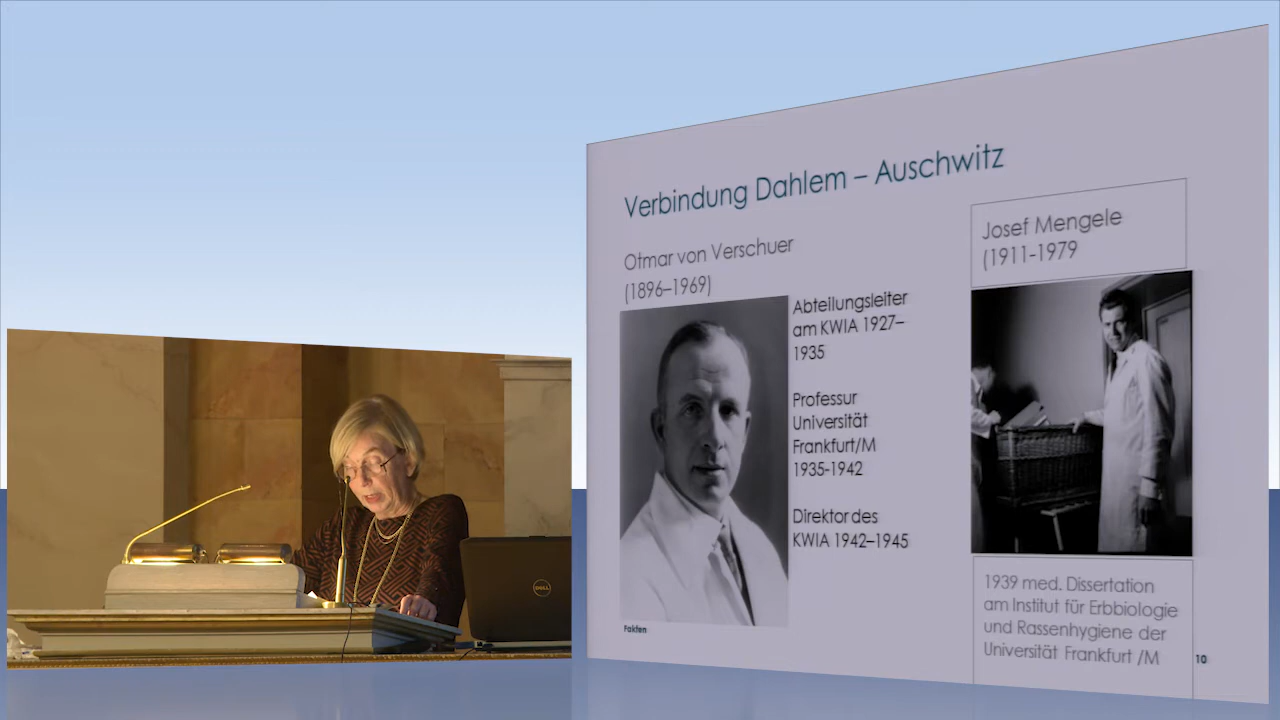 Verbindung Dahlem – Auschwitz
Otmar von Verschuer
(1896–1969)
Abteilungsleiter
am KWIA 1927–
1935
Professur
Universität
Frankfurt/M
1935-1942
Direktor des
KWIA 1942–1945
Fakten
Josef Mengele
(1911-1979
1939 med. Dissertation
am Institut für Erbbiologie
und Rassenhygiene der
Universität Frankfurt /M
10
DELL